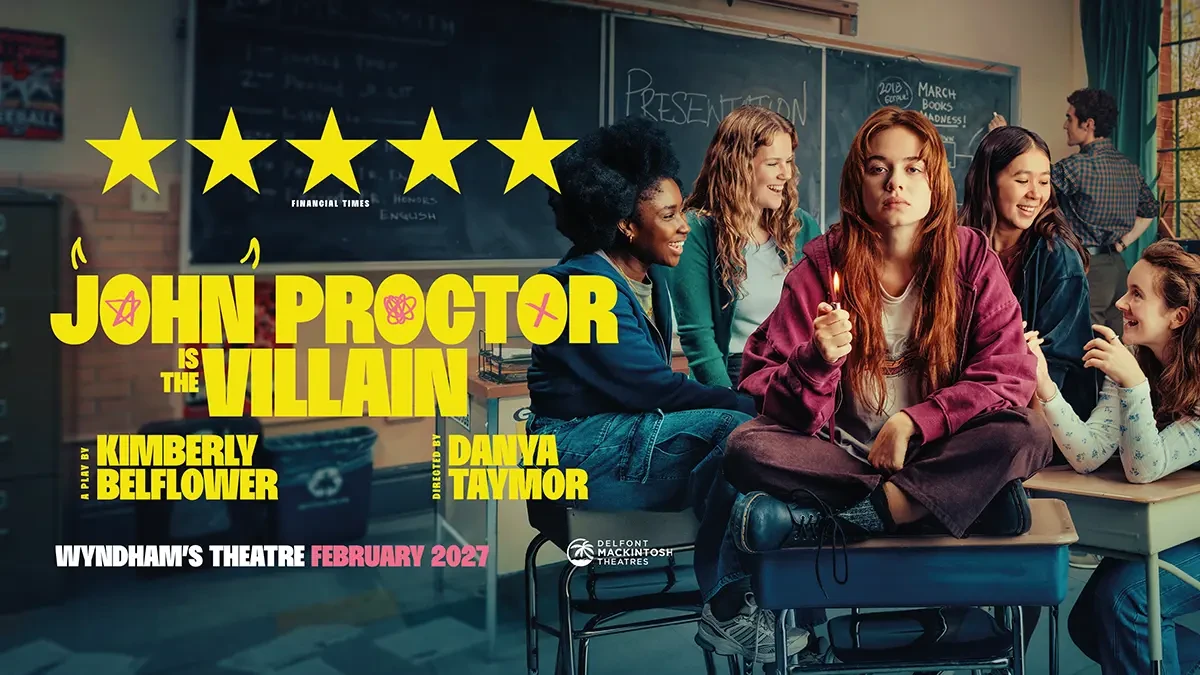 FINANCIAL TIMES
JOHN PROCTOR
IS THE VILLAIN
A PLAY BY KIMBERLY BELFLOWER
DIRECTED BY DANYA TAYMOR
WYNDHAM'S THEATRE FEBRUARY 2027
DELFONT
MACKINTOSH
THEATRES
PRESENTATION
2018
MARCH
BOOKS
MADNESS!
HONORS
ENGLISH